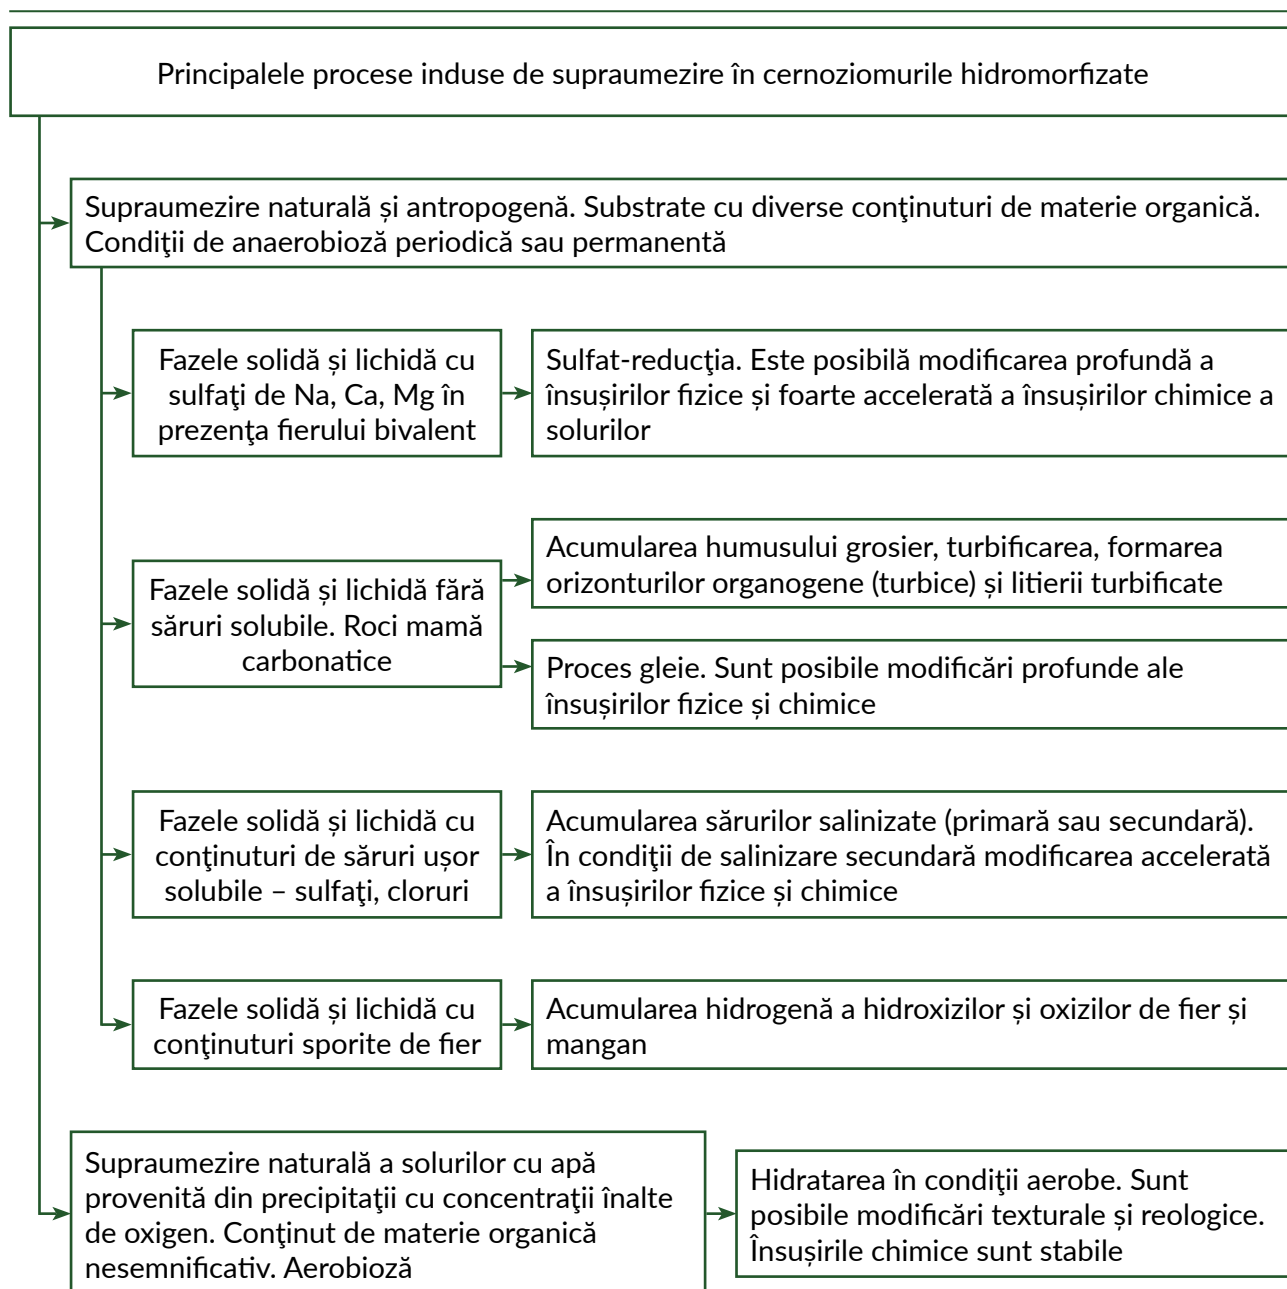 Principalele procese induse de supraumezire în cernoziomurile hidromorfizate
Supraumezire naturală și antropogenă. Substrate cu diverse conţinuturi de materie organică.
Condiţii de anaerobioză periodică sau permanentă
Fazele solidă și lichidă cu
sulfaţi de Na, Ca, Mg în
prezenţa fierului bivalent
Sulfat-reducţia. Este posibilă modificarea profundă a
însușirilor fizice și foarte accelerată a însușirilor chimice a
solurilor
Fazele solidă și lichidă fără
săruri solubile. Roci mamă
carbonatice
Acumularea humusului grosier, turbificarea, formarea
orizonturilor organogene (turbice) și litierii turbificate
Proces gleie. Sunt posibile modificări profunde ale
însușirilor fizice și chimice
Fazele solidă și lichidă cu
conţinuturi de săruri ușor
solubile – sulfaţi, cloruri
Acumularea sărurilor salinizate (primară sau secundară).
În condiţii de salinizare secundară modificarea accelerată
a însușirilor fizice și chimice
Fazele solidă și lichidă cu
conţinuturi sporite de fier
Acumularea hidrogenă a hidroxizilor și oxizilor de fier și
mangan
Supraumezire naturală a solurilor cu apă
provenită din precipitaţii cu concentraţii înalte
de oxigen. Conţinut de materie organică
nesemnificativ. Aerobioză
Hidratarea în condiţii aerobe. Sunt
posibile modificări texturale și reologice.
Însușirile chimice sunt stabile